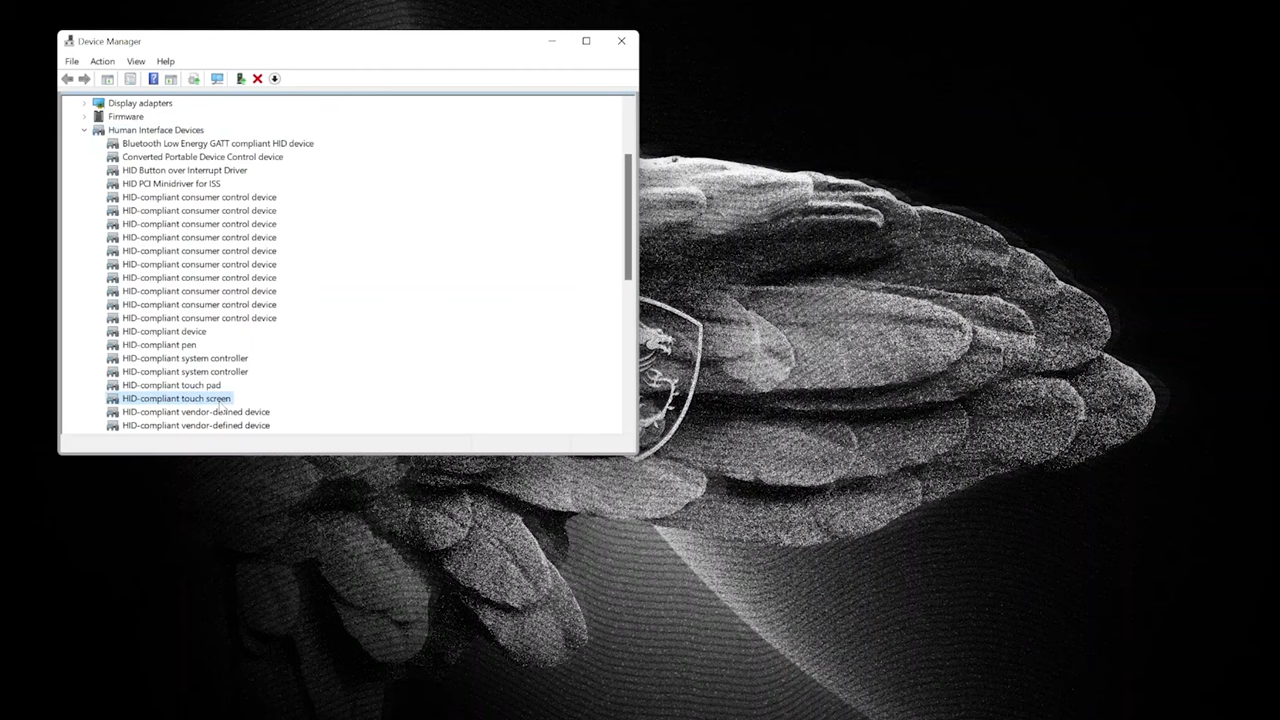 Device Manager
File Action View Help
Display adapters
Firmware
Human Interface Devices
Bluetooth Low Energy GATT compliant HID device
Converted Portable Device Control device
HID Button over Interrupt Driver
HID PCI Minidriver for ISS
HID-compliant consumer control device
HID-compliant consumer control device
HID-compliant consumer control device
HID-compliant consumer control device
HID-compliant consumer control device
HID-compliant consumer control device
HID-compliant consumer control device
HID-compliant consumer control device
HID-compliant consumer control device
HID-compliant consumer control device
HID-compliant device
HID-compliant pen
HID-compliant system controller
HID-compliant system controller
HID-compliant touch pad
HID-compliant touch screen
HID-compliant vendor-defined device
HID-compliant vendor-defined device